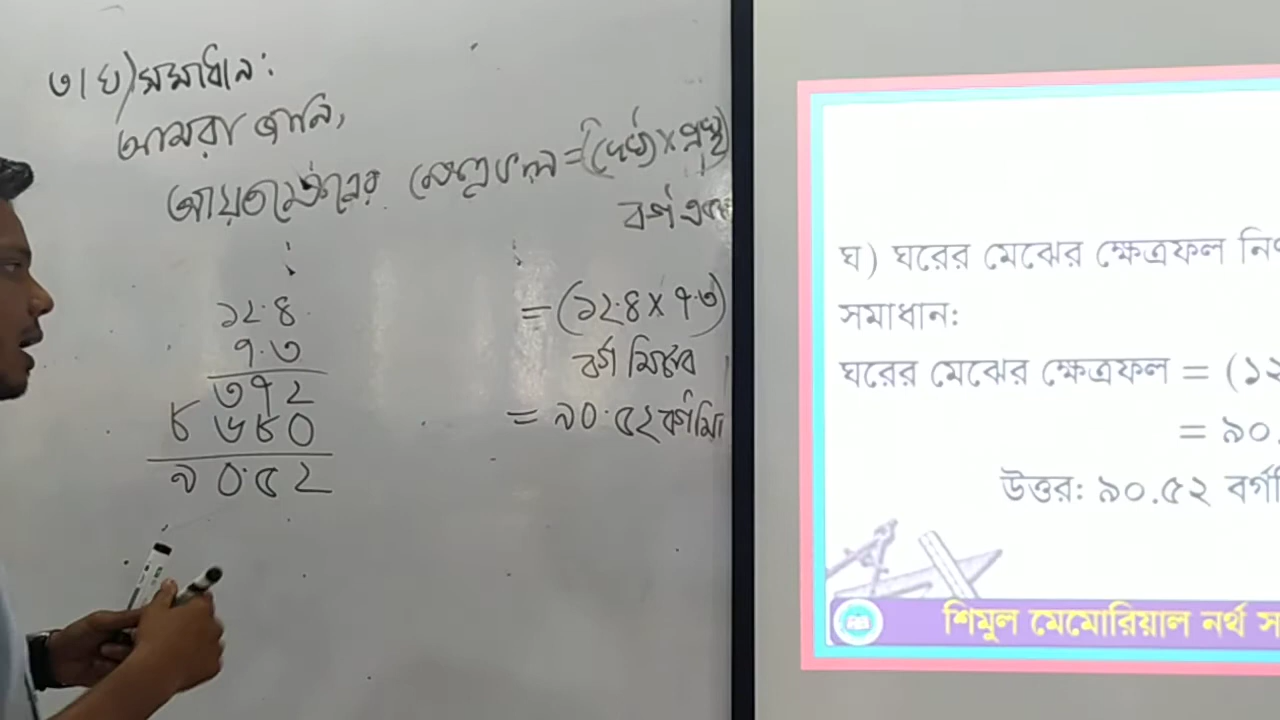 ৩। ঘ) সমাধান:
আমরা জানি,
আয়তক্ষেত্রের ক্ষেত্রফল = (দৈর্ঘ্য × প্রস্থ)
বর্গ একক
= (১২.৪ × ৭.৩)
বর্গ মিটার
= ৯০.৫২ বর্গ মি
১২.৪
৭.৩
৩৭২
৮৬৮০
৯০.৫২
ঘ) ঘরের মেঝের ক্ষেত্রফল নির্ণ
সমাধান:
ঘরের মেঝের ক্ষেত্রফল = (১২
= ৯০.
উত্তর: ৯০.৫২ বর্গমি
শিমুল মেমোরিয়াল নর্থ স